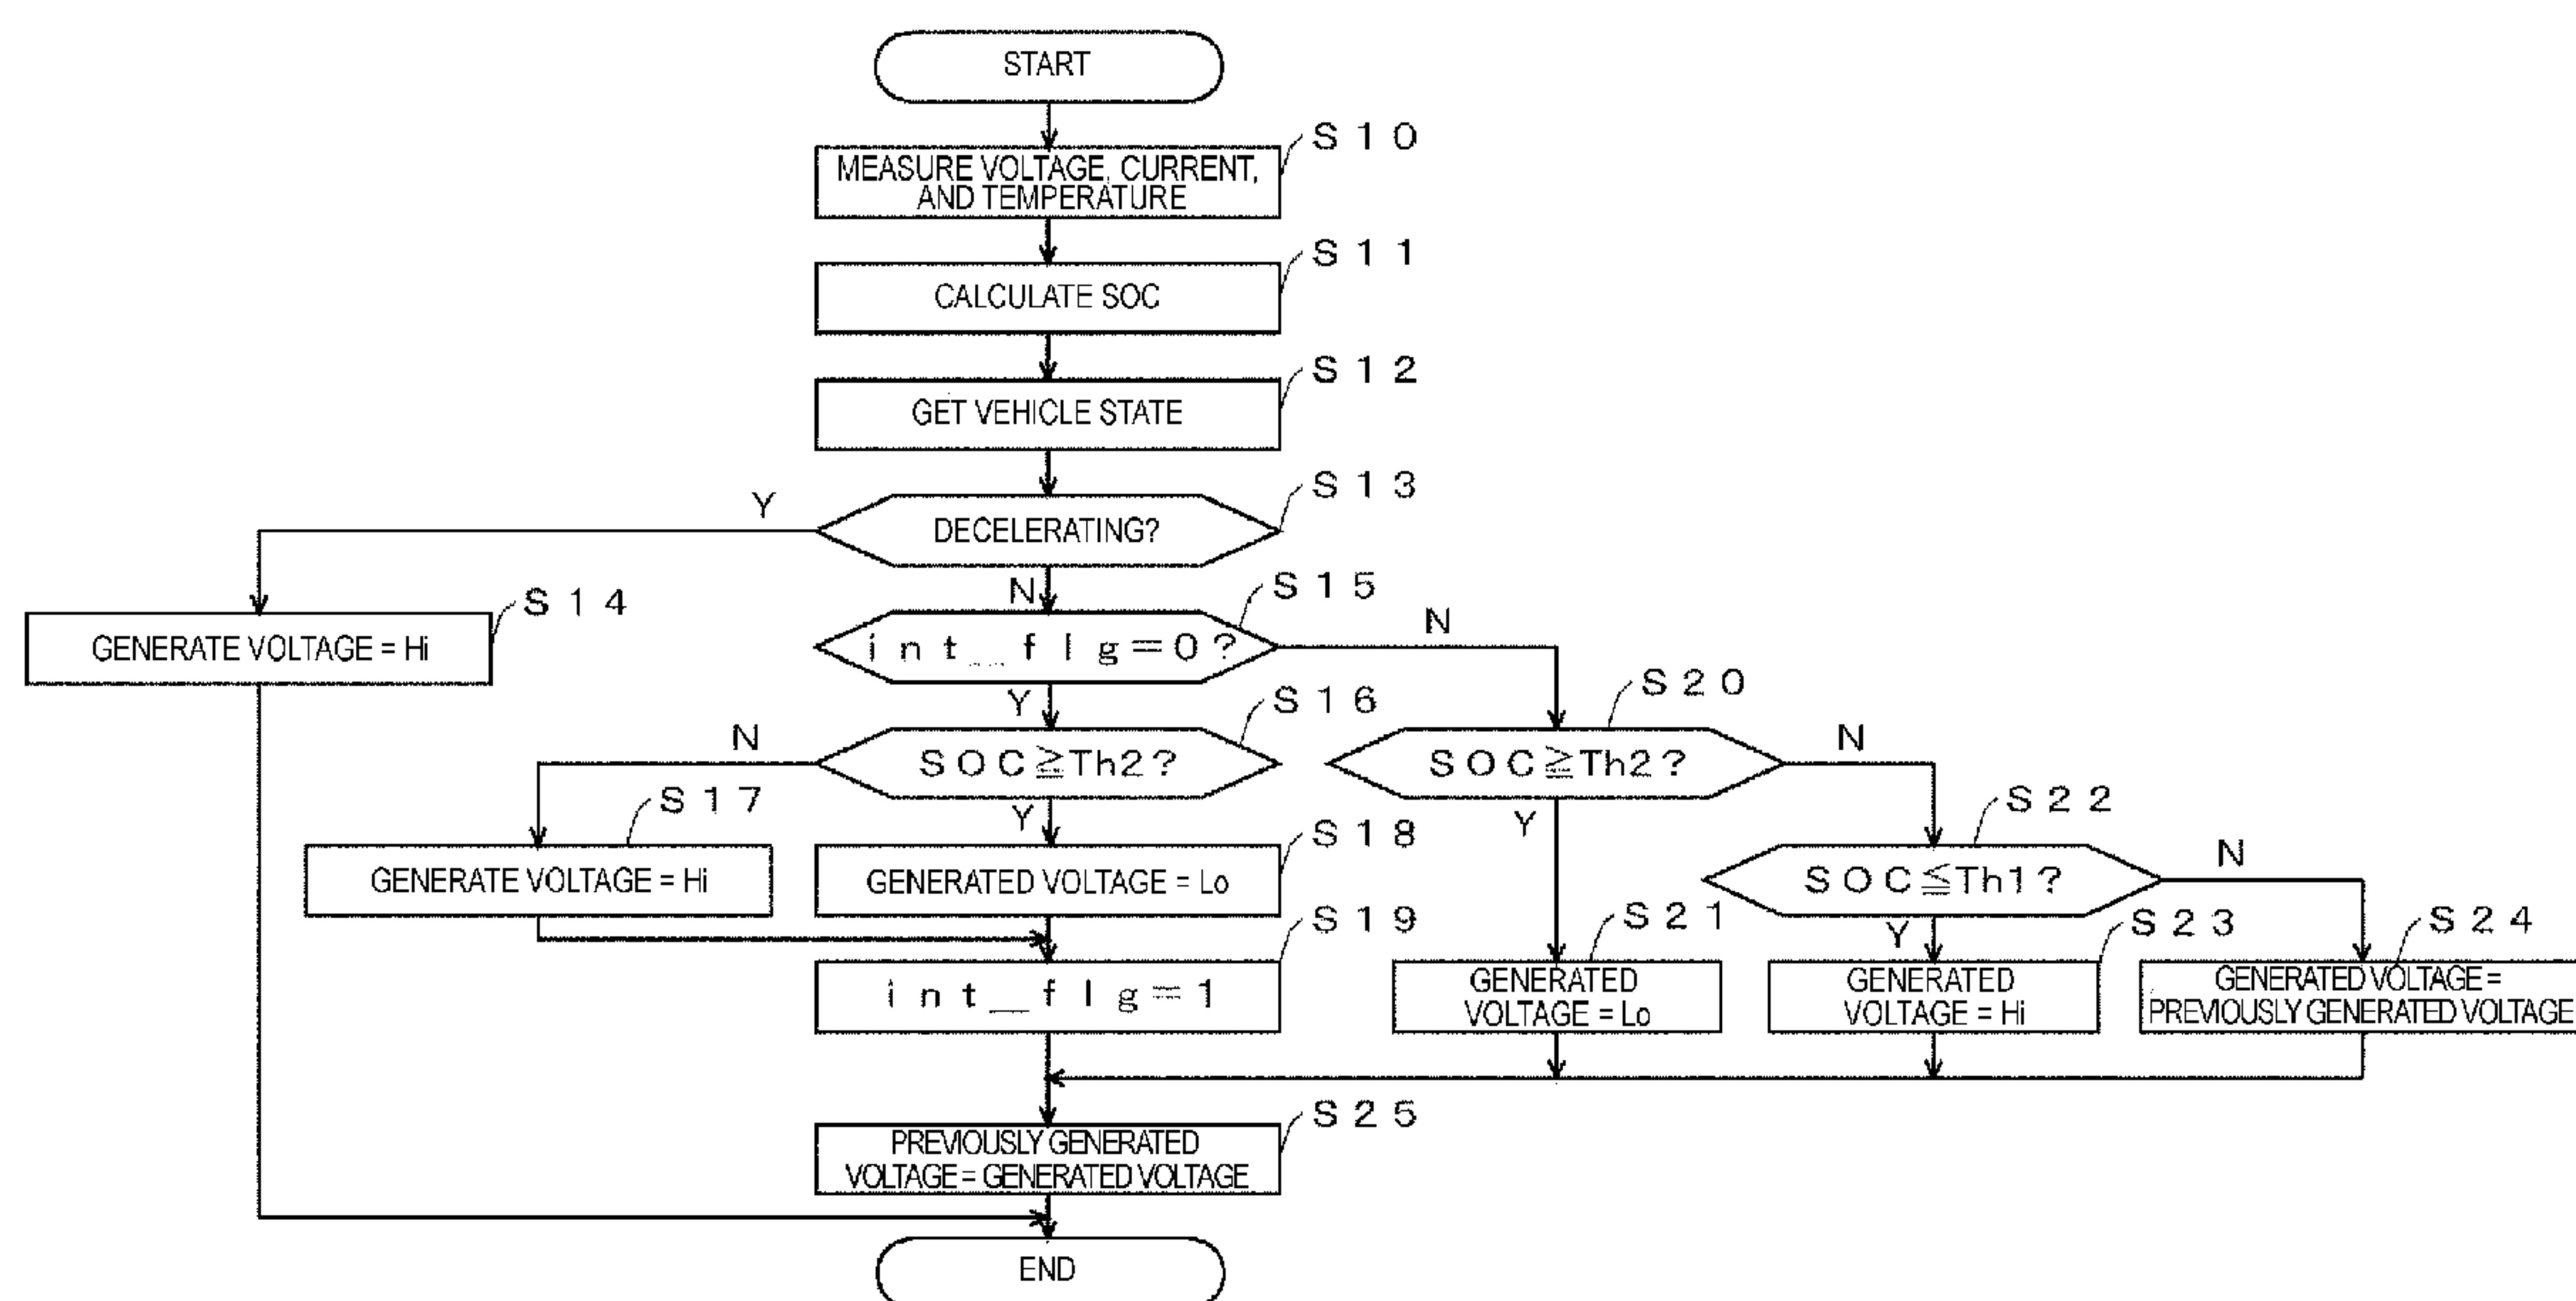 START
S10
MEASURE VOLTAGE, CURRENT,
AND TEMPERATURE
S11
CALCULATE SOC
S12
GET VEHICLE STATE
S13
Y
DECELERATING?
N
S15
S14
GENERATE VOLTAGE = Hi
int_flg=0?
N
Y
S16
S20
N
SOC≧Th2?
SOC≧Th2?
N
S17
Y
S18
Y
S22
GENERATE VOLTAGE = Hi
GENERATED VOLTAGE = Lo
SOC≦Th1?
N
S19
S21
Y
S23
S24
int_flg=1
GENERATED
VOLTAGE = Lo
GENERATED
VOLTAGE = Hi
GENERATED VOLTAGE =
PREVIOUSLY GENERATED VOLTAGE
S25
PREVIOUSLY GENERATED
VOLTAGE = GENERATED VOLTAGE
END